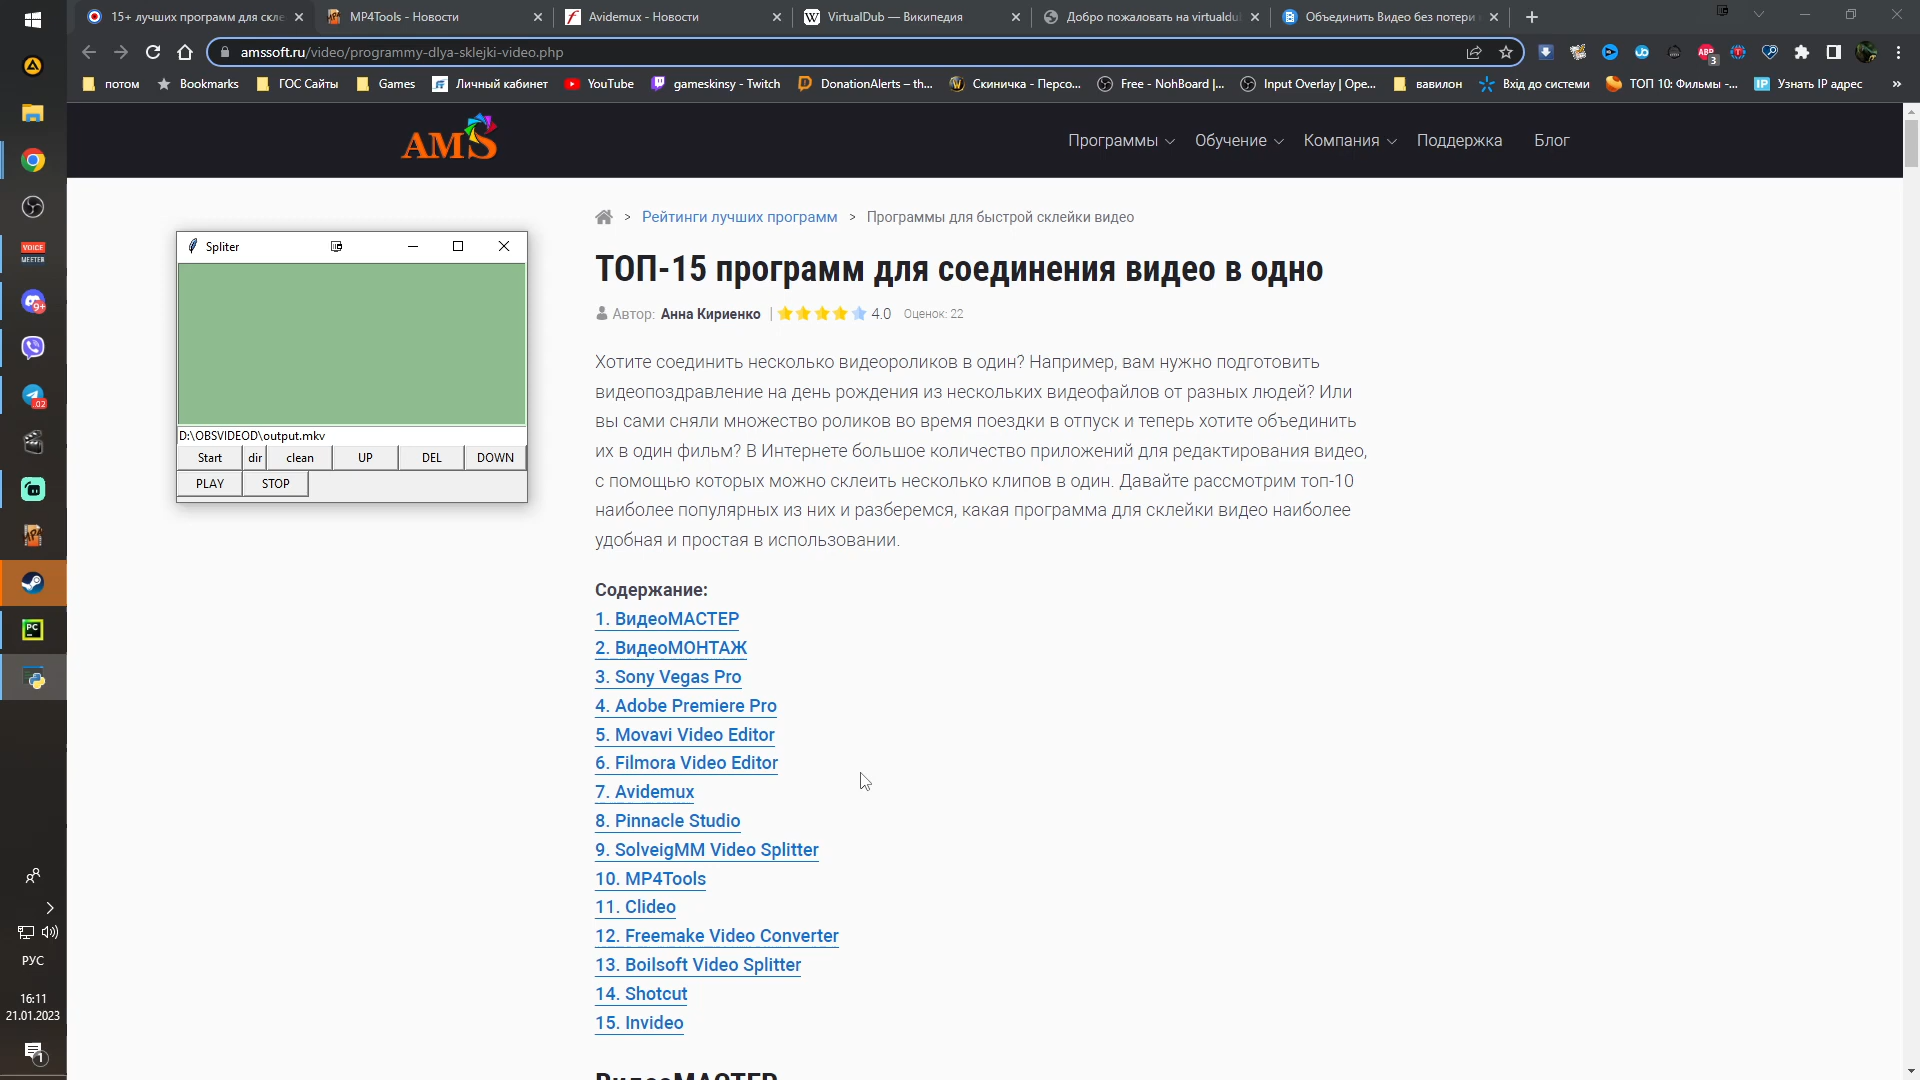 15+ лучших программ для скле
MP4Tools - Новости
Avidemux - Новости
VirtualDub — Википедия
Добро пожаловать на virtualdu
Объединить Видео без потери
amssoft.ru/video/programmy-dlya-sklejki-video.php
потом
Bookmarks
ГОС Сайты
Games
Личный кабинет
YouTube
gameskinsy - Twitch
DonationAlerts – th...
Скиничка - Персо...
Free - NohBoard |...
Input Overlay | Ope...
вавилон
Вхід до системи
ТОП 10: Фильмы -...
Узнать IP адрес
»
AMS
Программы
Обучение
Компания
Поддержка
Блог
> Рейтинги лучших программ > Программы для быстрой склейки видео
ТОП-15 программ для соединения видео в одно
Автор: Анна Кириенко | 4.0 Оценок: 22
Хотите соединить несколько видеороликов в один? Например, вам нужно подготовить
видеопоздравление на день рождения из нескольких видеофайлов от разных людей? Или
вы сами сняли множество роликов во время поездки в отпуск и теперь хотите объединить
их в один фильм? В Интернете большое количество приложений для редактирования видео,
с помощью которых можно склеить несколько клипов в один. Давайте рассмотрим топ-10
наиболее популярных из них и разберемся, какая программа для склейки видео наиболее
удобная и простая в использовании.
Содержание:
1. ВидеоМАСТЕР
2. ВидеоМОНТАЖ
3. Sony Vegas Pro
4. Adobe Premiere Pro
5. Movavi Video Editor
6. Filmora Video Editor
7. Avidemux
8. Pinnacle Studio
9. SolveigMM Video Splitter
10. MP4Tools
11. Clideo
12. Freemake Video Converter
13. Boilsoft Video Splitter
14. Shotcut
15. Invideo
ВидеоМАСТЕР
Spliter
D:\OBSVIDEOD\output.mkv
Start
dir
clean
UP
DEL
DOWN
PLAY
STOP
VOICE
MEETER
9+
02
PC
РУС
16:11
21.01.2023
1
ABP
3
IP